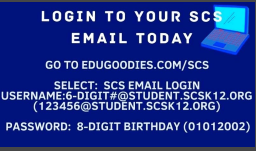 LOGIN TO YOUR SCS
EMAIL TODAY
GO TO EDUGOODIES.COM/SCS
SELECT: SCS EMAIL LOGIN
USERNAME:6-DIGIT#@STUDENT.SCSK12.ORG
(123456@STUDENT.SCSK12.ORG)
PASSWORD: 8-DIGIT BIRTHDAY (01012002)